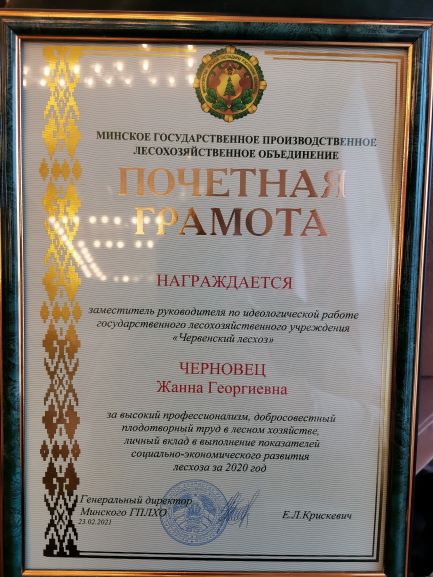 МИНСКОЕ ГОСУДАРСТВЕННОЕ ПРОИЗВОДСТВЕННОЕ
ЛЕСОХОЗЯЙСТВЕННОЕ ОБЪЕДИНЕНИЕ
ПОЧЕТНАЯ
ГРАМОТА
НАГРАЖДАЕТСЯ
заместитель руководителя по идеологической работе
государственного лесохозяйственного учреждения
«Червенский лесхоз»
ЧЕРНОВЕЦ
Жанна Георгиевна
за высокий профессионализм, добросовестный
плодотворный труд в лесном хозяйстве,
личный вклад в выполнение показателей
социально-экономического развития
лесхоза за 2020 год
Генеральный директор
Минского ГПЛХО
23.02.2021
Е.Л.Крискевич